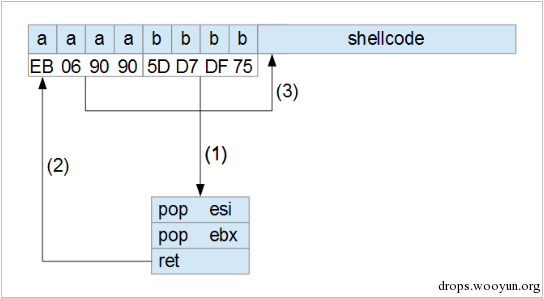 a a a a b b b b shellcode
EB 06 90 90 5D D7 DF 75
(3)
(1)
(2)
pop esi
pop ebx
ret
drops.wooyun.org